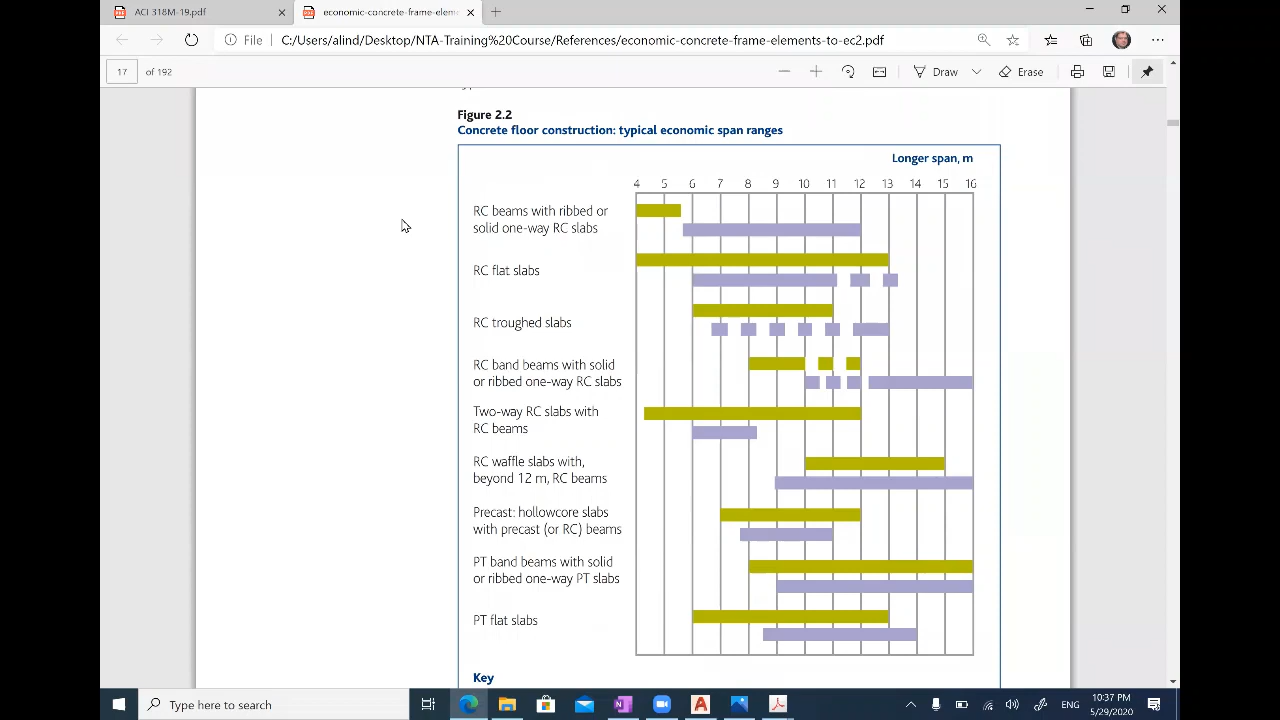 ACI 318M-19.pdf
economic-concrete-frame-elem
File
C:/Users/alind/Desktop/NTA-Training%20Course/References/economic-concrete-frame-elements-to-ec2.pdf
17 of 192
Draw
Erase
Figure 2.2
Concrete floor construction: typical economic span ranges
Longer span, m
4 5 6 7 8 9 10 11 12 13 14 15 16
RC beams with ribbed or
solid one-way RC slabs
RC flat slabs
RC troughed slabs
RC band beams with solid
or ribbed one-way RC slabs
Two-way RC slabs with
RC beams
RC waffle slabs with,
beyond 12 m, RC beams
Precast: hollowcore slabs
with precast (or RC) beams
PT band beams with solid
or ribbed one-way PT slabs
PT flat slabs
Key
Type here to search
ENG
10:37 PM
5/29/2020